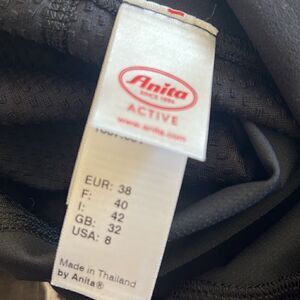 Anita
SINCE 1886
ACTIVE
www.anita.com
EUR: 38
F: 40
I: 42
GB: 32
USA: 8
Made in Thailand
by Anita®